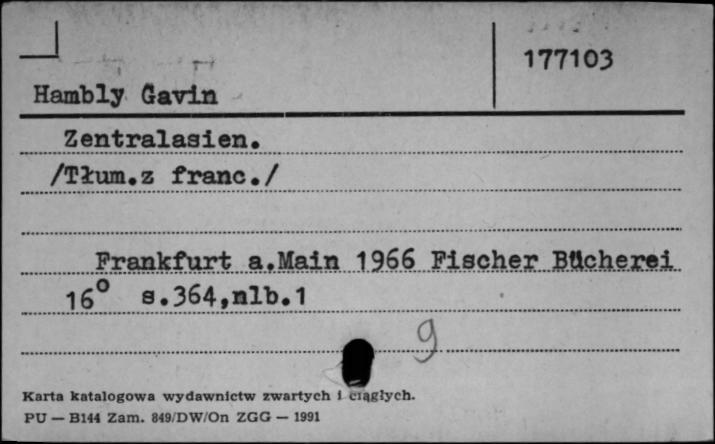 177103
Hambly Gavin
Zentralasien.
/Tłum.z franc./
Frankfurt a.Main 1966 Fischer Bücherei
16° s.364,nlb.1
9
Karta katalogowa wydawnictw zwartych i ciągłych.
PU — B144 Zam. 849/DW/On ZGG — 1991